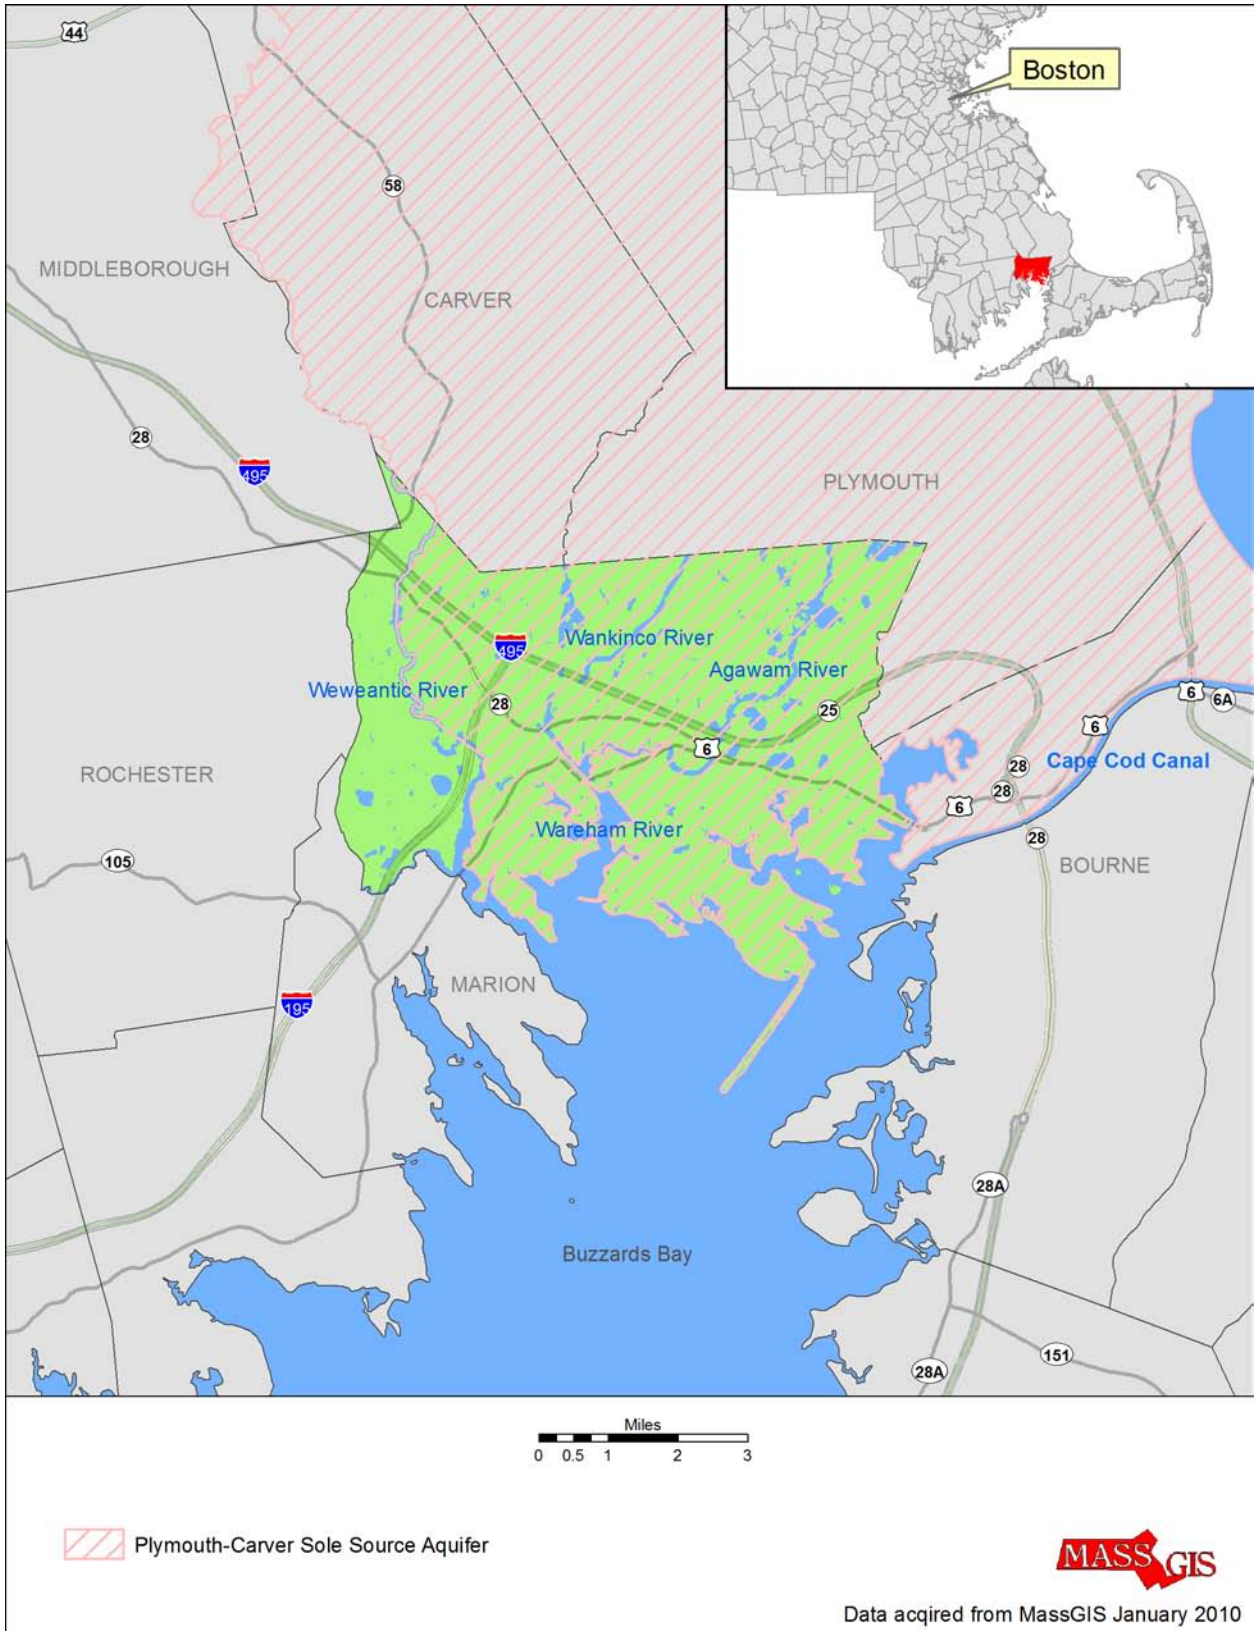 44
Boston
58
MIDDLEBOROUGH
CARVER
28
495
PLYMOUTH
495
Wankinco River
Agawam River
Weweantic River
28
25
6
6
6A
6
Cape Cod Canal
28
28
6
ROCHESTER
Wareham River
28
105
BOURNE
MARION
195
28A
Buzzards Bay
151
28A
Miles
0 0.5 1 2 3
Plymouth-Carver Sole Source Aquifer
MASS GIS
Data acqired from MassGIS January 2010